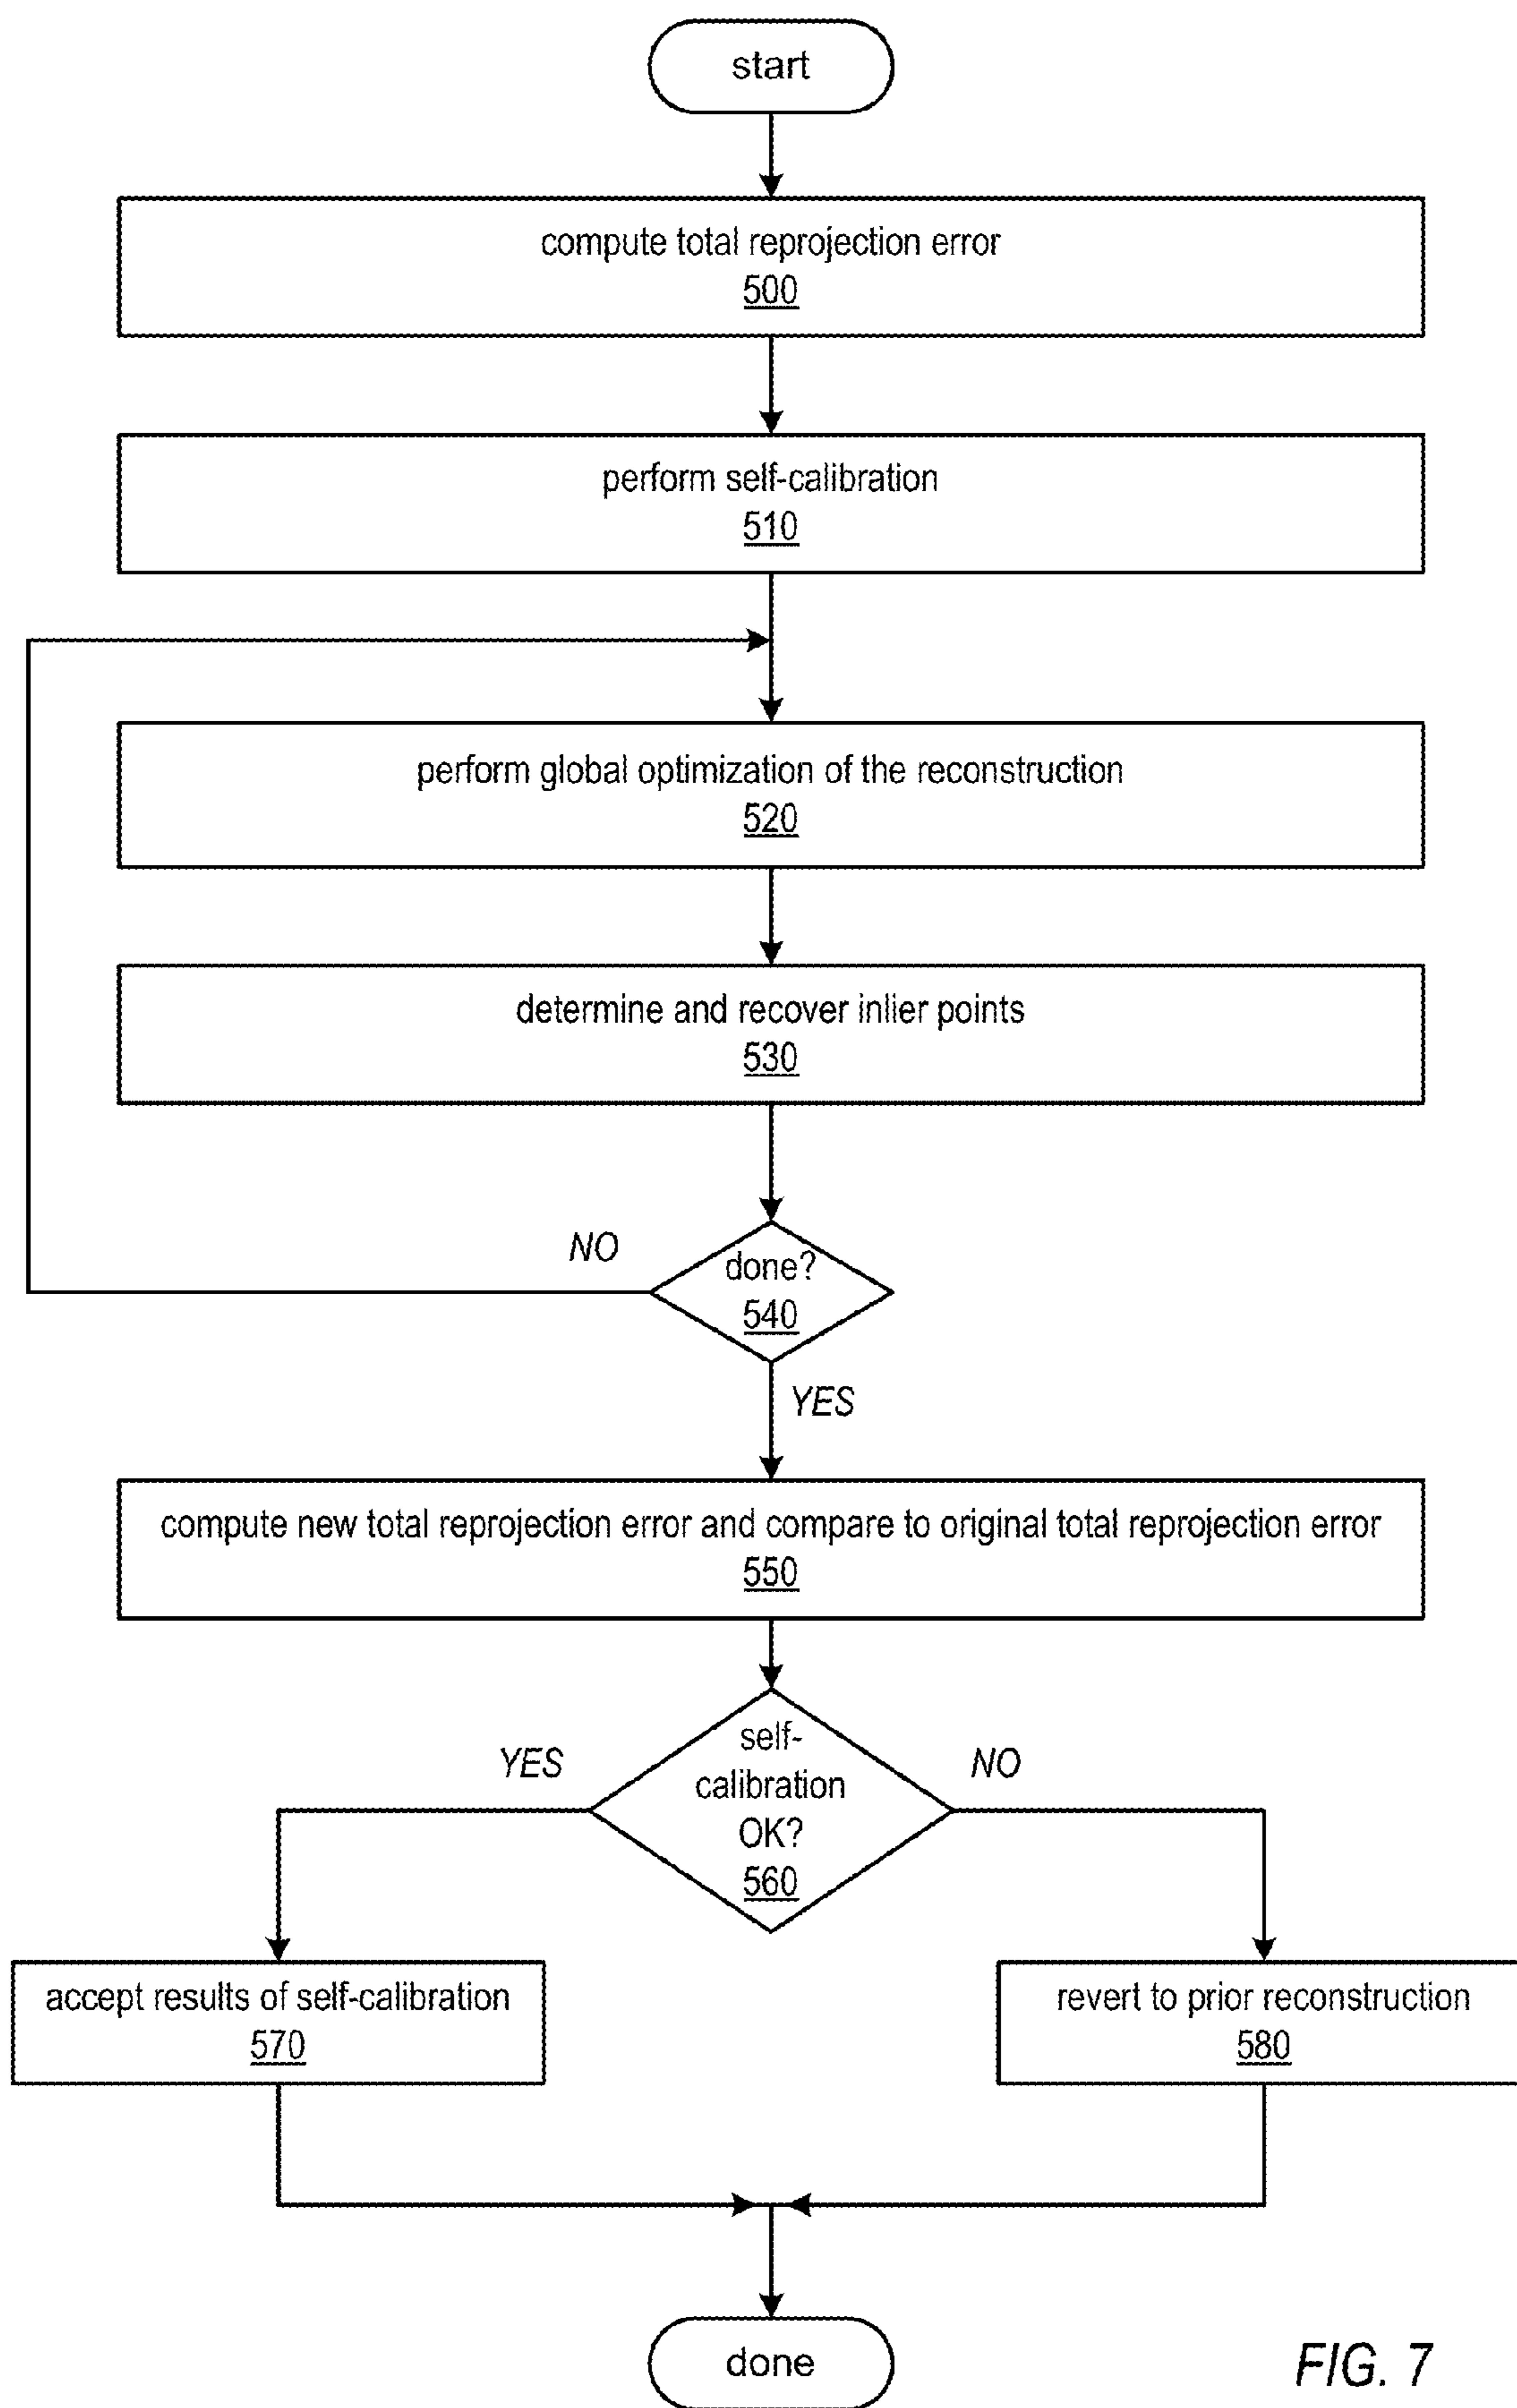 start
compute total reprojection error
500
perform self-calibration
510
perform global optimization of the reconstruction
520
determine and recover inlier points
530
NO
done?
540
YES
compute new total reprojection error and compare to original total reprojection error
550
self-
calibration
OK?
560
YES
NO
accept results of self-calibration
570
revert to prior reconstruction
580
done
FIG. 7